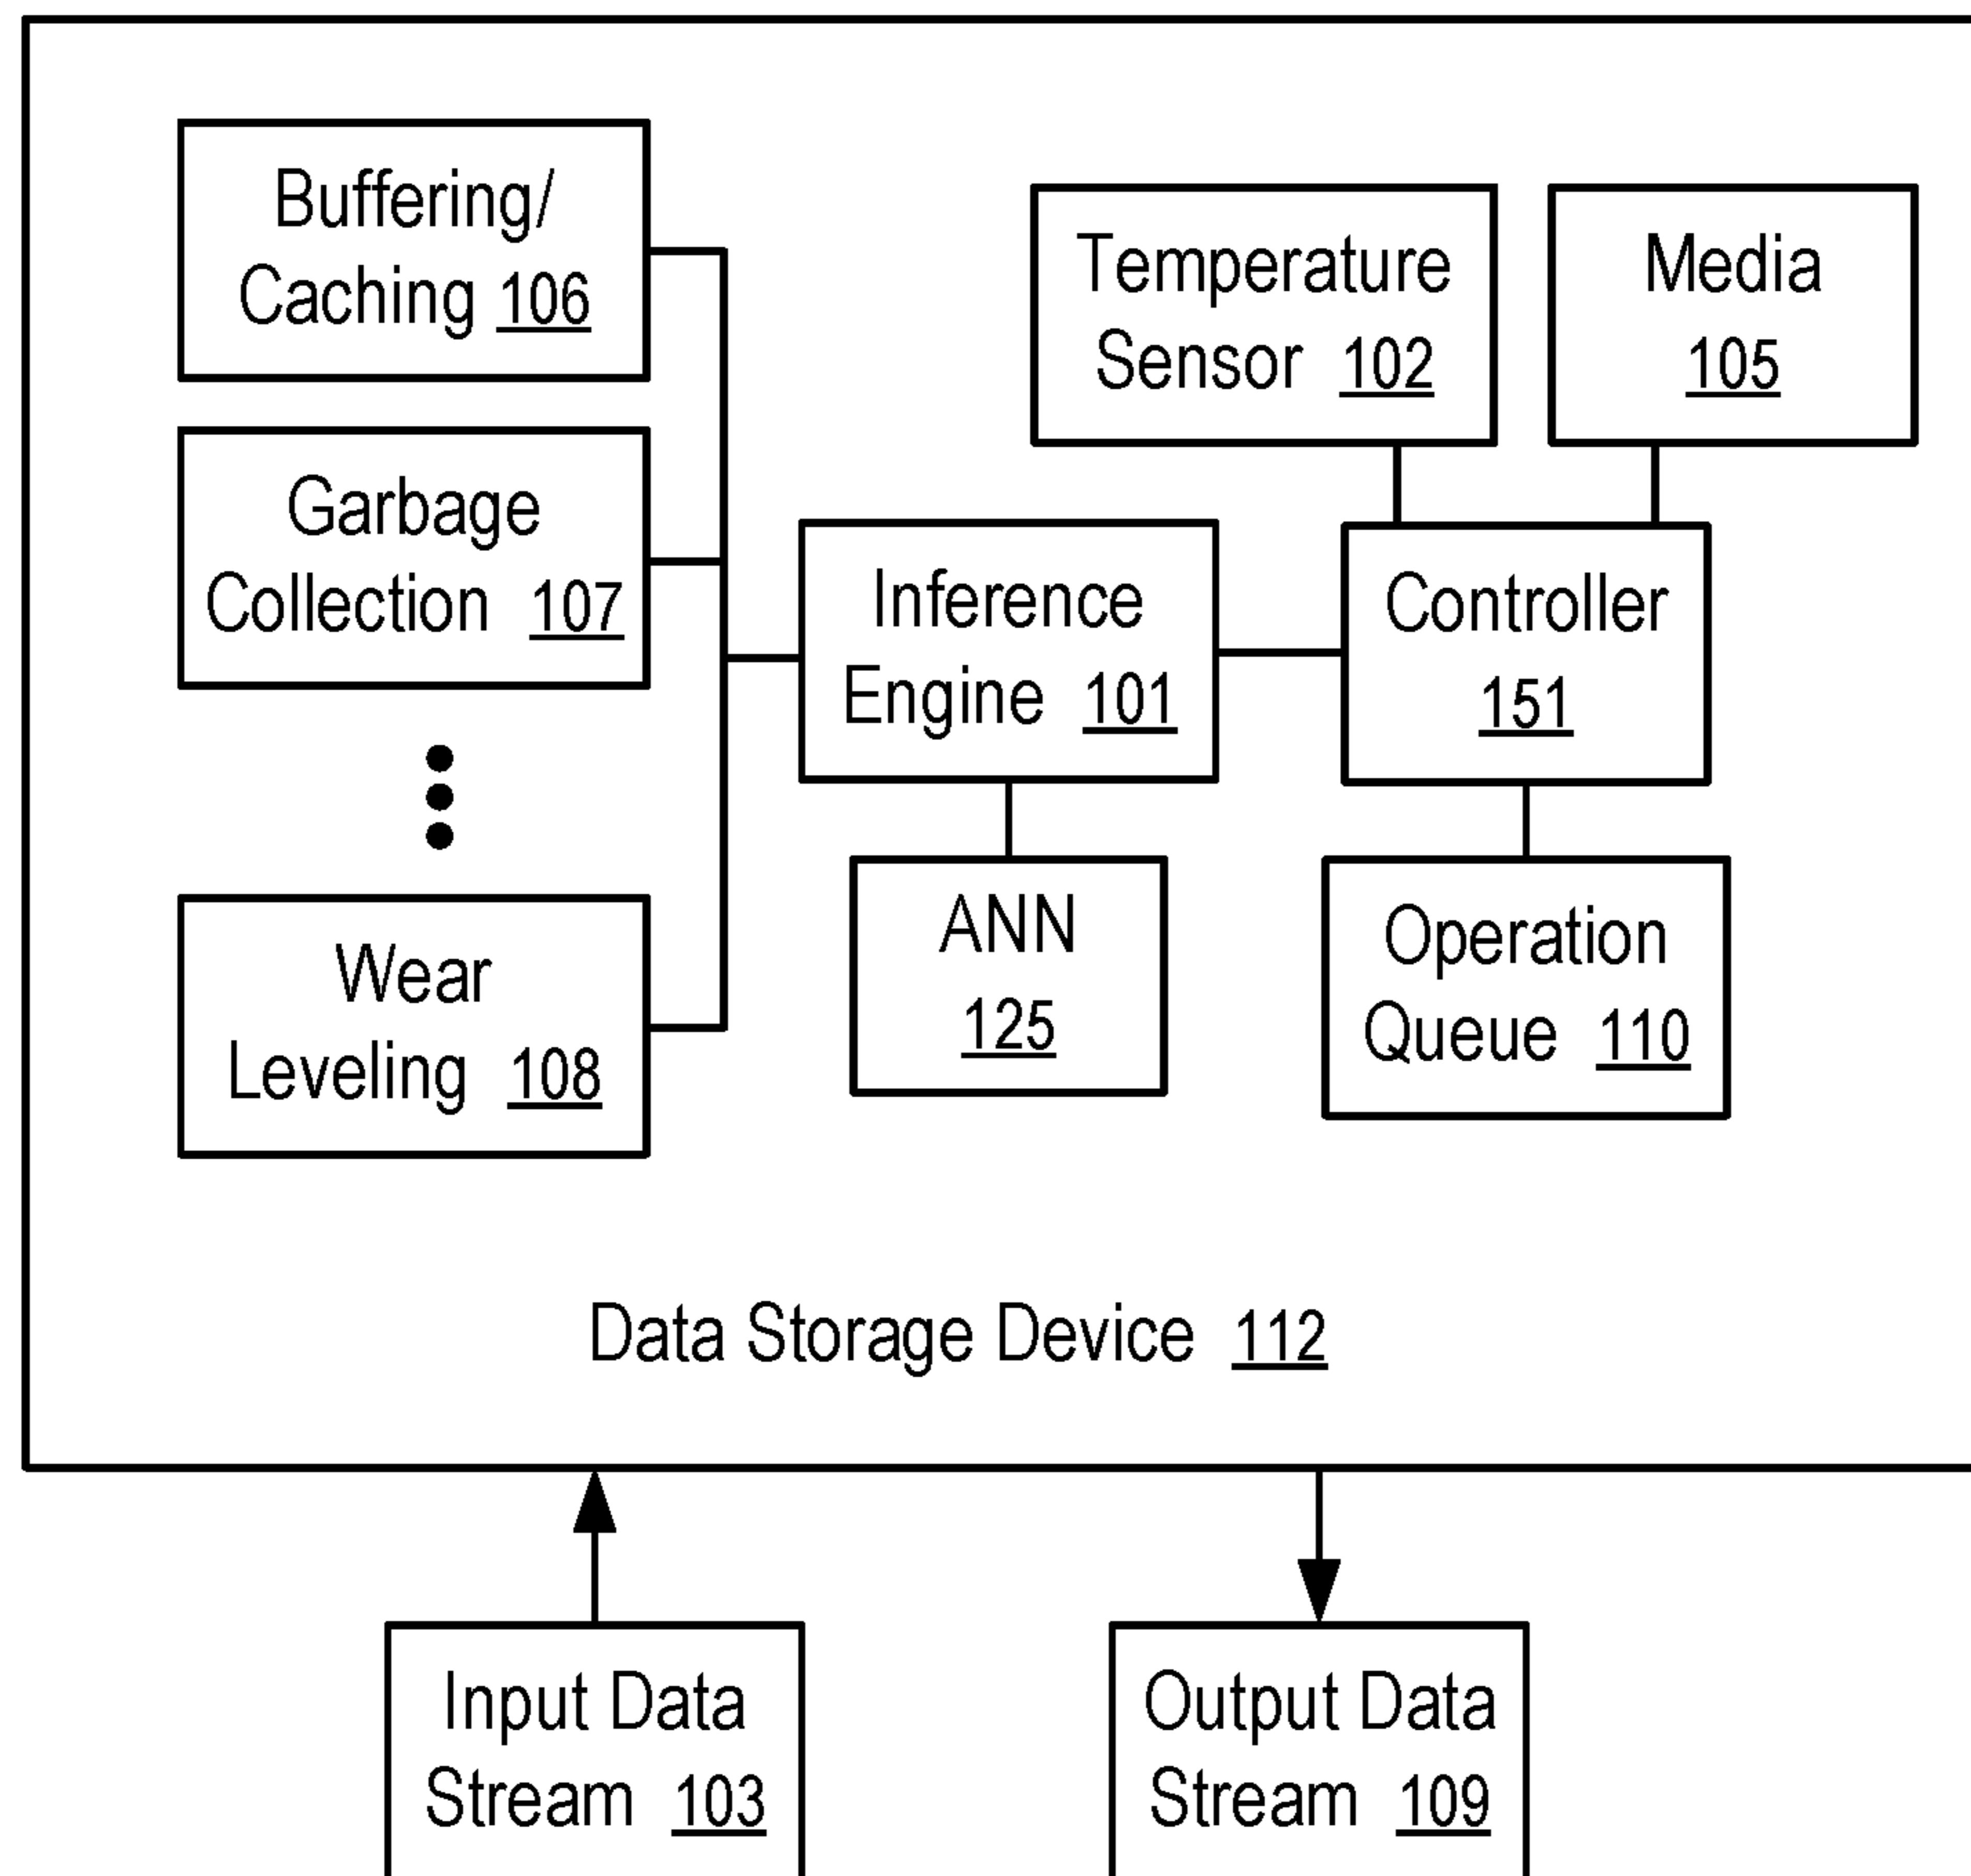 Buffering/
Caching 106
Temperature
Sensor 102
Media
105
Garbage
Collection 107
Inference
Engine 101
Controller
151
Wear
Leveling 108
ANN
125
Operation
Queue 110
Data Storage Device 112
Input Data
Stream 103
Output Data
Stream 109